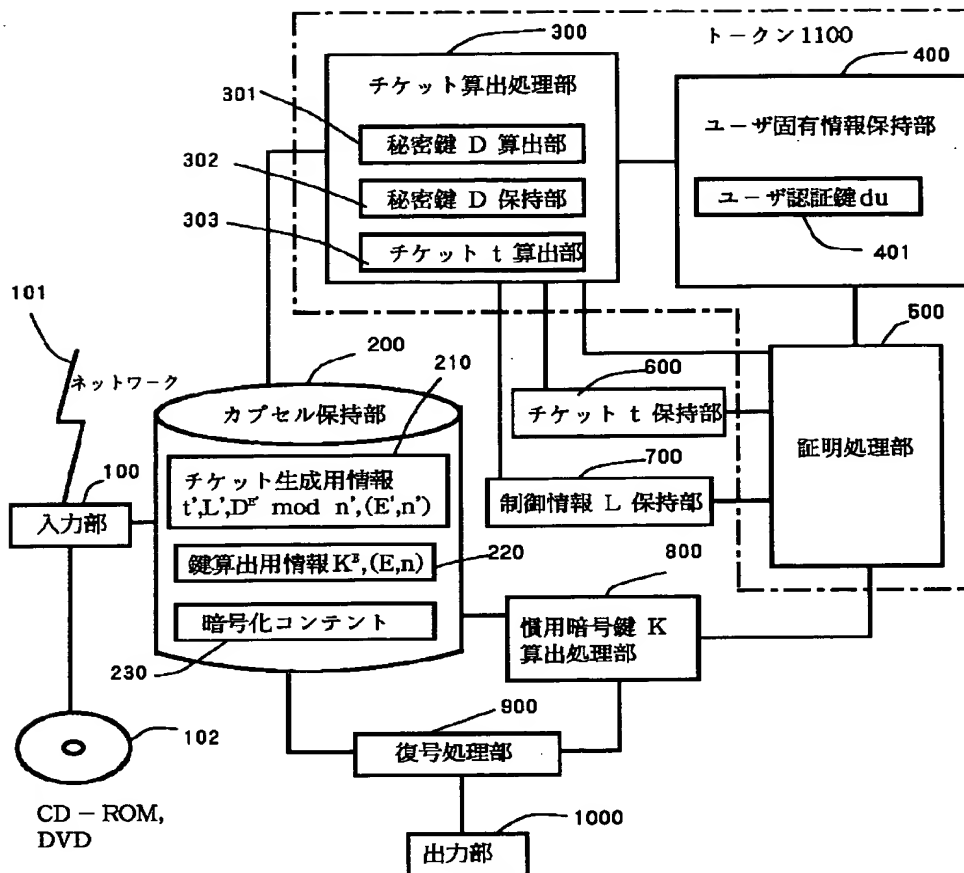 300
トークン1100
400
チケット算出処理部
301
秘密鍵 D 算出部
302
秘密鍵 D 保持部
303
チケット t 算出部
ユーザ固有情報保持部
ユーザ認証鍵du
401
101
ネットワーク
200
210
500
600
カプセル保持部
チケット t 保持部
証明処理部
チケット生成用情報
t',L',D^E' mod n',(E',n')
700
制御情報 L 保持部
100
入力部
鍵算出用情報K^E,(E,n)
220
800
暗号化コンテント
230
慣用暗号鍵 K
算出処理部
900
復号処理部
102
CD－ROM,
DVD
1000
出力部